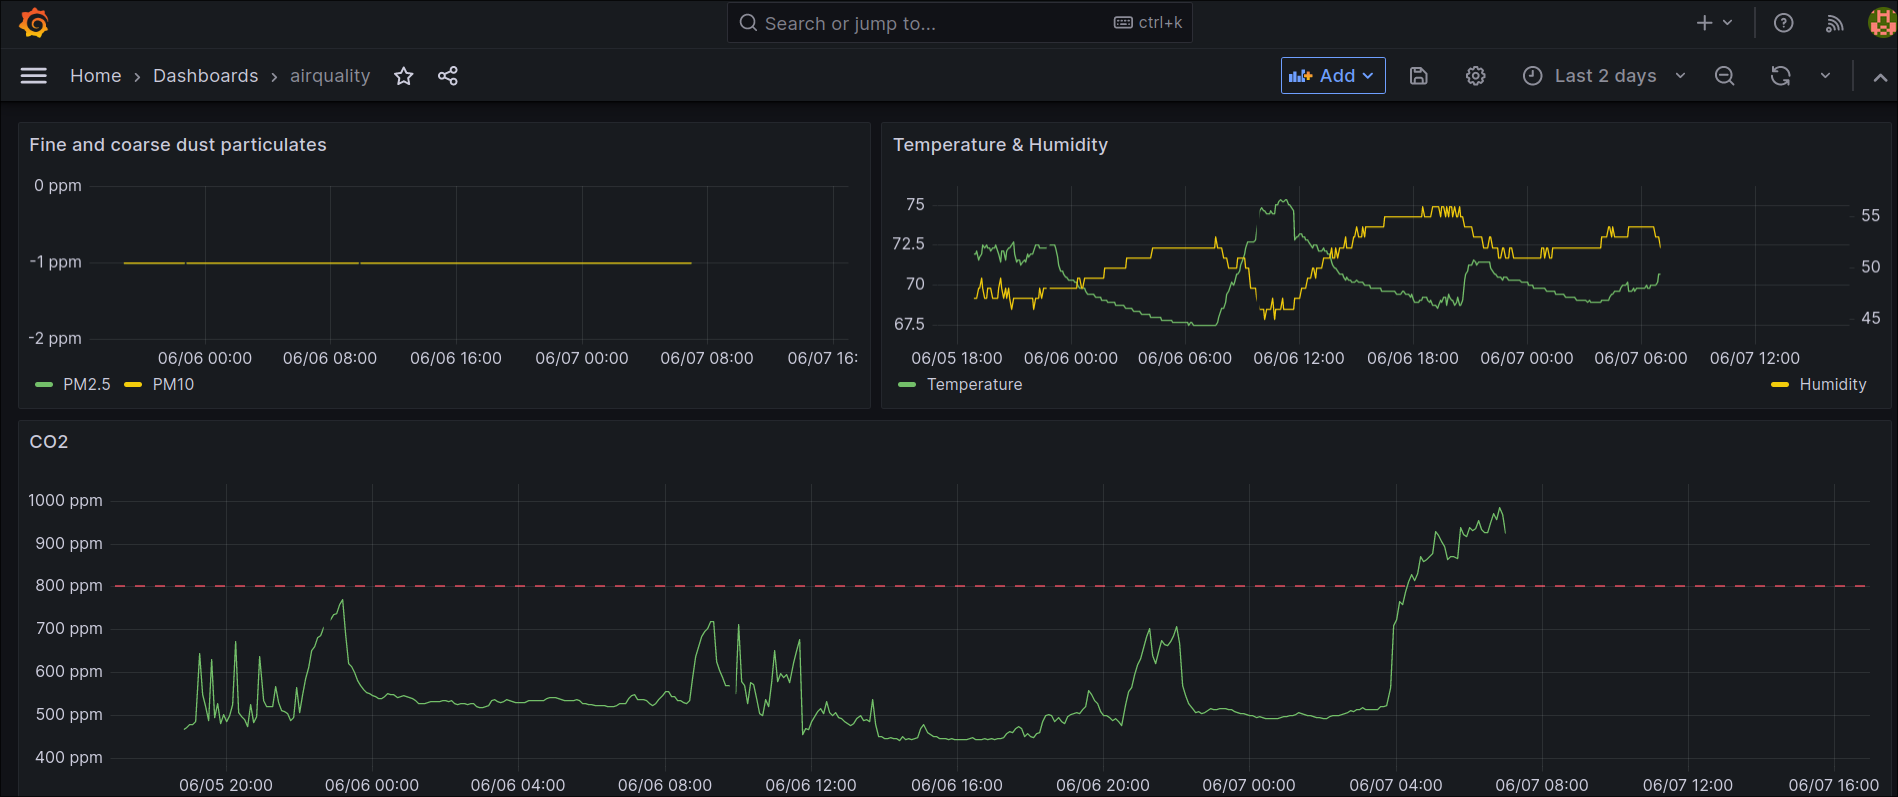 Search or jump to... ctrl+k
Home › Dashboards › airquality Add Last 2 days
Fine and coarse dust particulates
0 ppm
-1 ppm
-2 ppm
06/06 00:00 06/06 08:00 06/06 16:00 06/07 00:00 06/07 08:00 06/07 16:
PM2.5 PM10
Temperature & Humidity
75
72.5
70
67.5
55
50
45
06/05 18:00 06/06 00:00 06/06 06:00 06/06 12:00 06/06 18:00 06/07 00:00 06/07 06:00 06/07 12:00
Temperature Humidity
CO2
1000 ppm
900 ppm
800 ppm
700 ppm
600 ppm
500 ppm
400 ppm
06/05 20:00 06/06 00:00 06/06 04:00 06/06 08:00 06/06 12:00 06/06 16:00 06/06 20:00 06/07 00:00 06/07 04:00 06/07 08:00 06/07 12:00 06/07 16:00